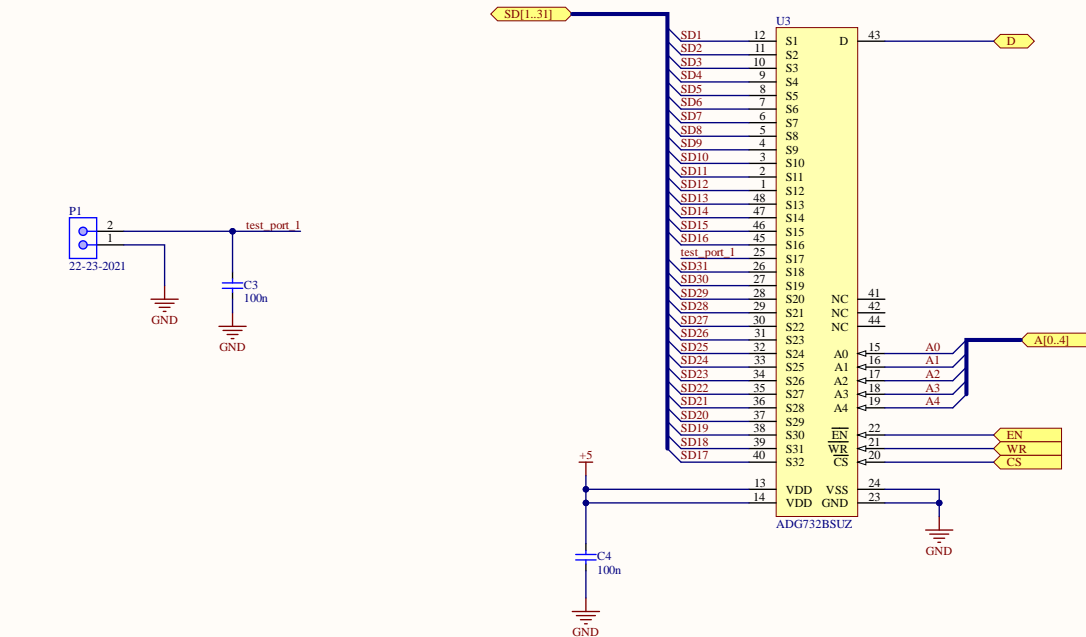 SD[1..31]
U3
SD1 12 S1 D 43 D
SD2 11 S2
SD3 10 S3
SD4 9 S4
SD5 8 S5
SD6 7 S6
SD7 6 S7
SD8 5 S8
SD9 4 S9
SD10 3 S10
SD11 2 S11
SD12 1 S12
SD13 48 S13
SD14 47 S14
SD15 46 S15
SD16 45 S16
test_port_1 25 S17
SD31 26 S18
SD30 27 S19
SD29 28 S20 NC 41
SD28 29 S21 NC 42
SD27 30 S22 NC 44
SD26 31 S23
SD25 32 S24 A0 15 A0 A[0..4]
SD24 33 S25 A1 16 A1
SD23 34 S26 A2 17 A2
SD22 35 S27 A3 18 A3
SD21 36 S28 A4 19 A4
SD20 37 S29
SD19 38 S30 EN 22 EN
SD18 39 S31 WR 21 WR
SD17 40 S32 CS 20 CS
13 VDD VSS 24
14 VDD GND 23
ADG732BSUZ
GND
P1
2 test_port_1
1
22-23-2021
C3
100n
GND
GND
+5
C4
100n
GND